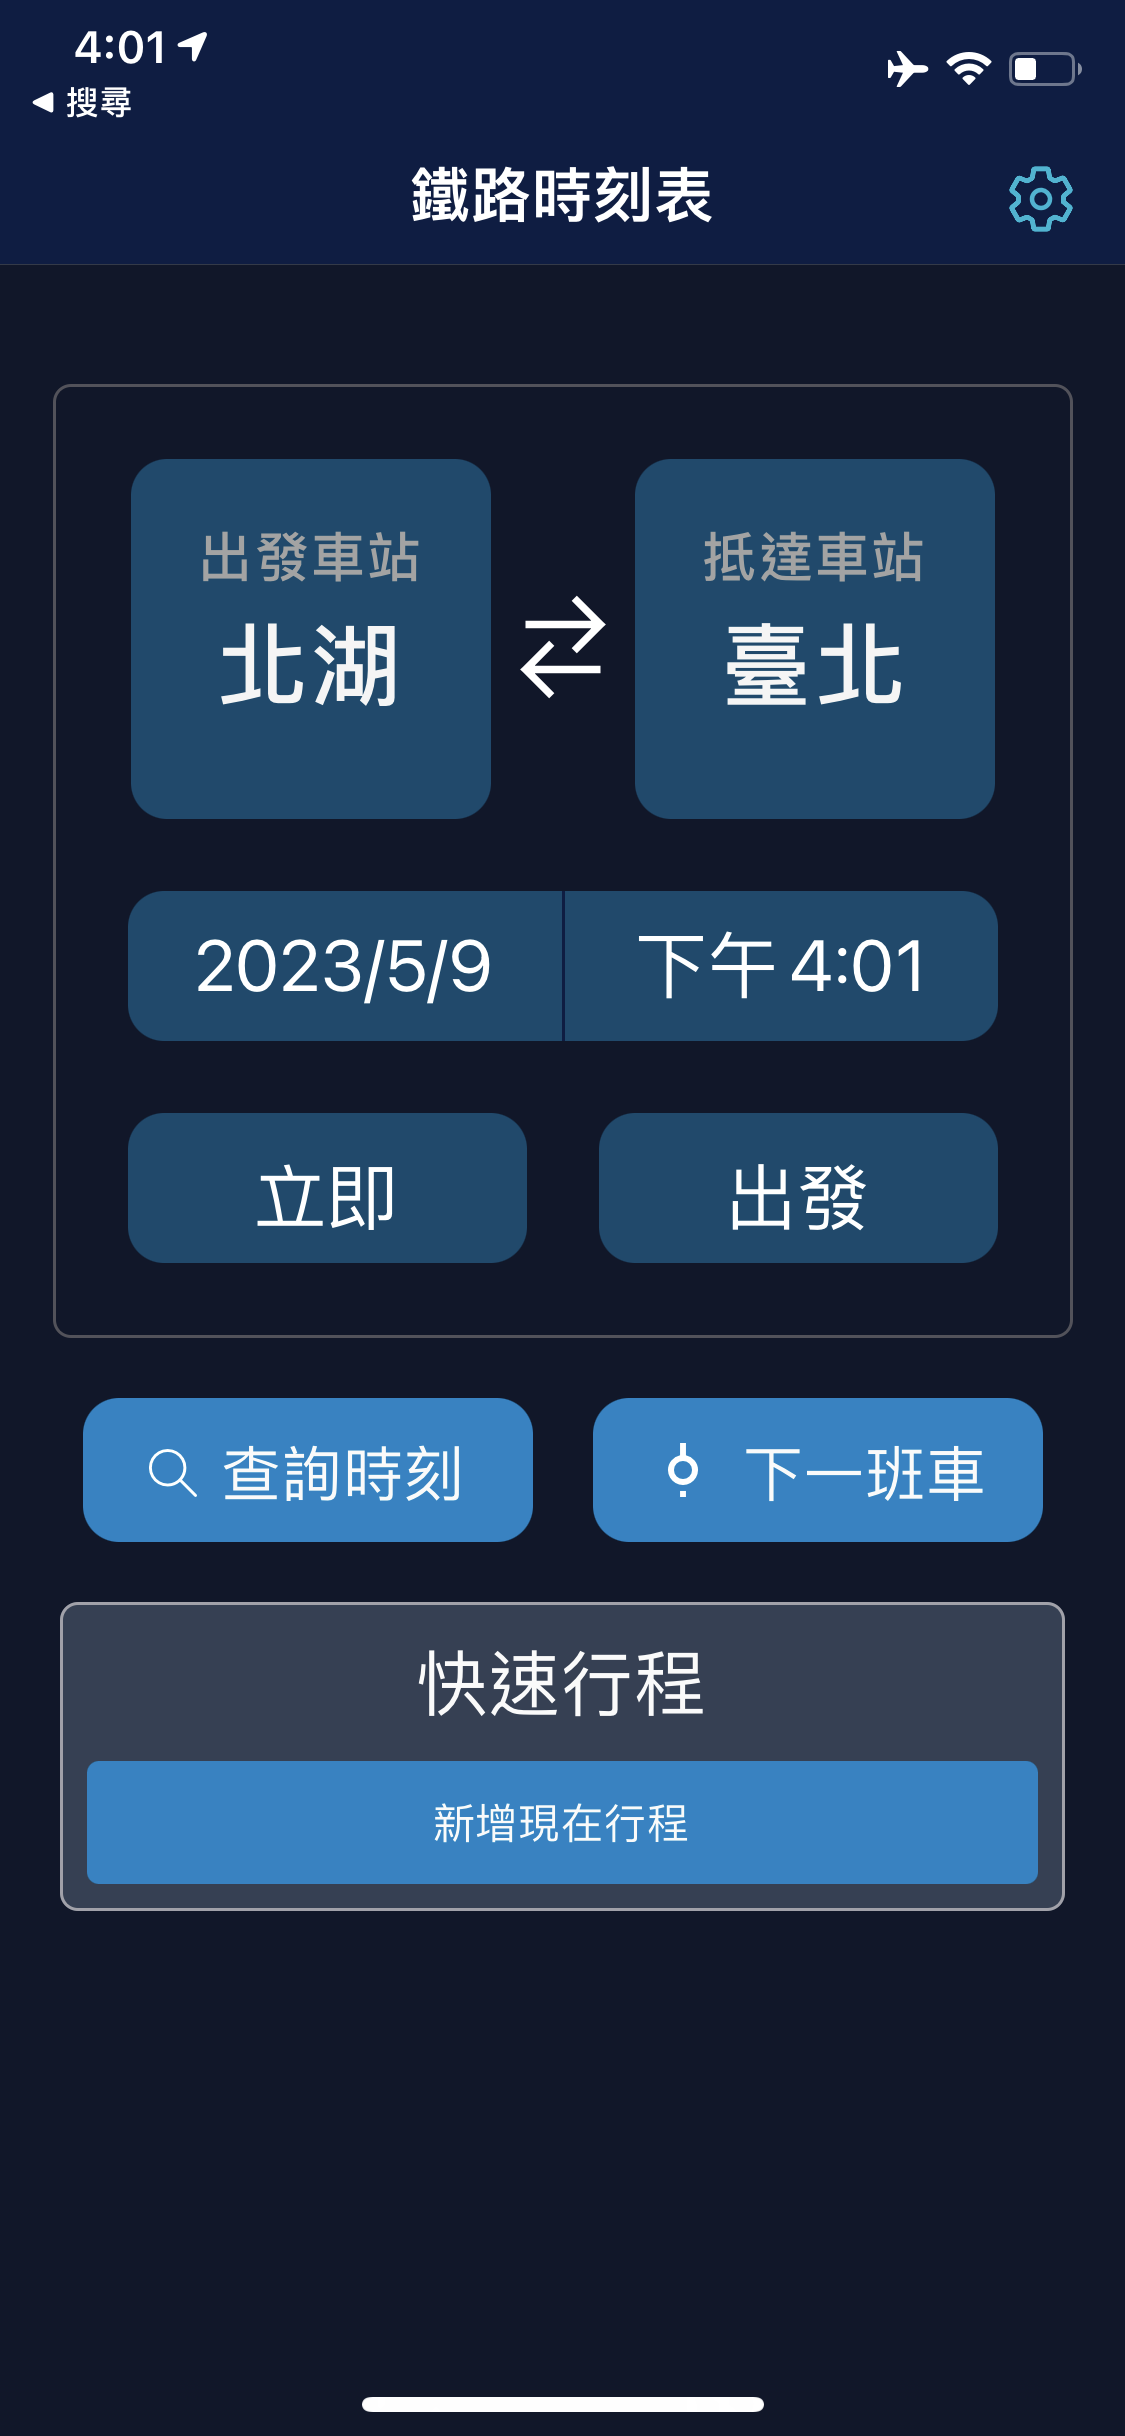 4:01
搜尋
鐵路時刻表
出發車站
北湖
抵達車站
臺北
2023/5/9
下午 4:01
立即
出發
查詢時刻
下一班車
快速行程
新增現在行程